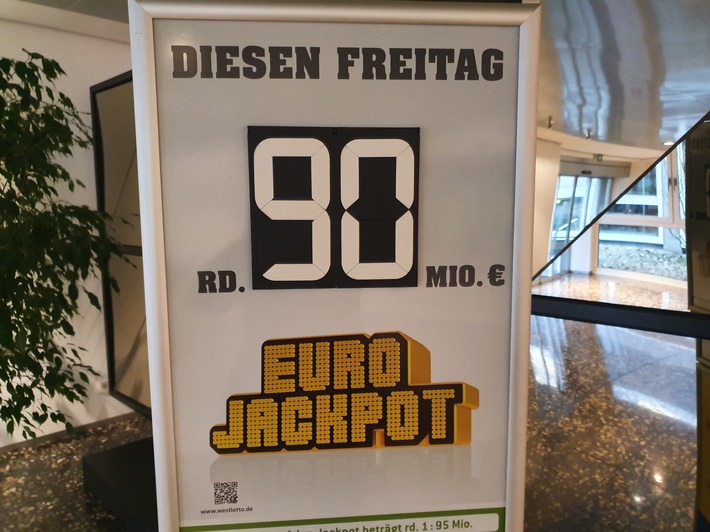 DIESEN FREITAG
RD. 90 MIO. €
EURO
JACKPOT
www.westlotto.de
Jackpot beträgt rd. 1 : 95 Mio.